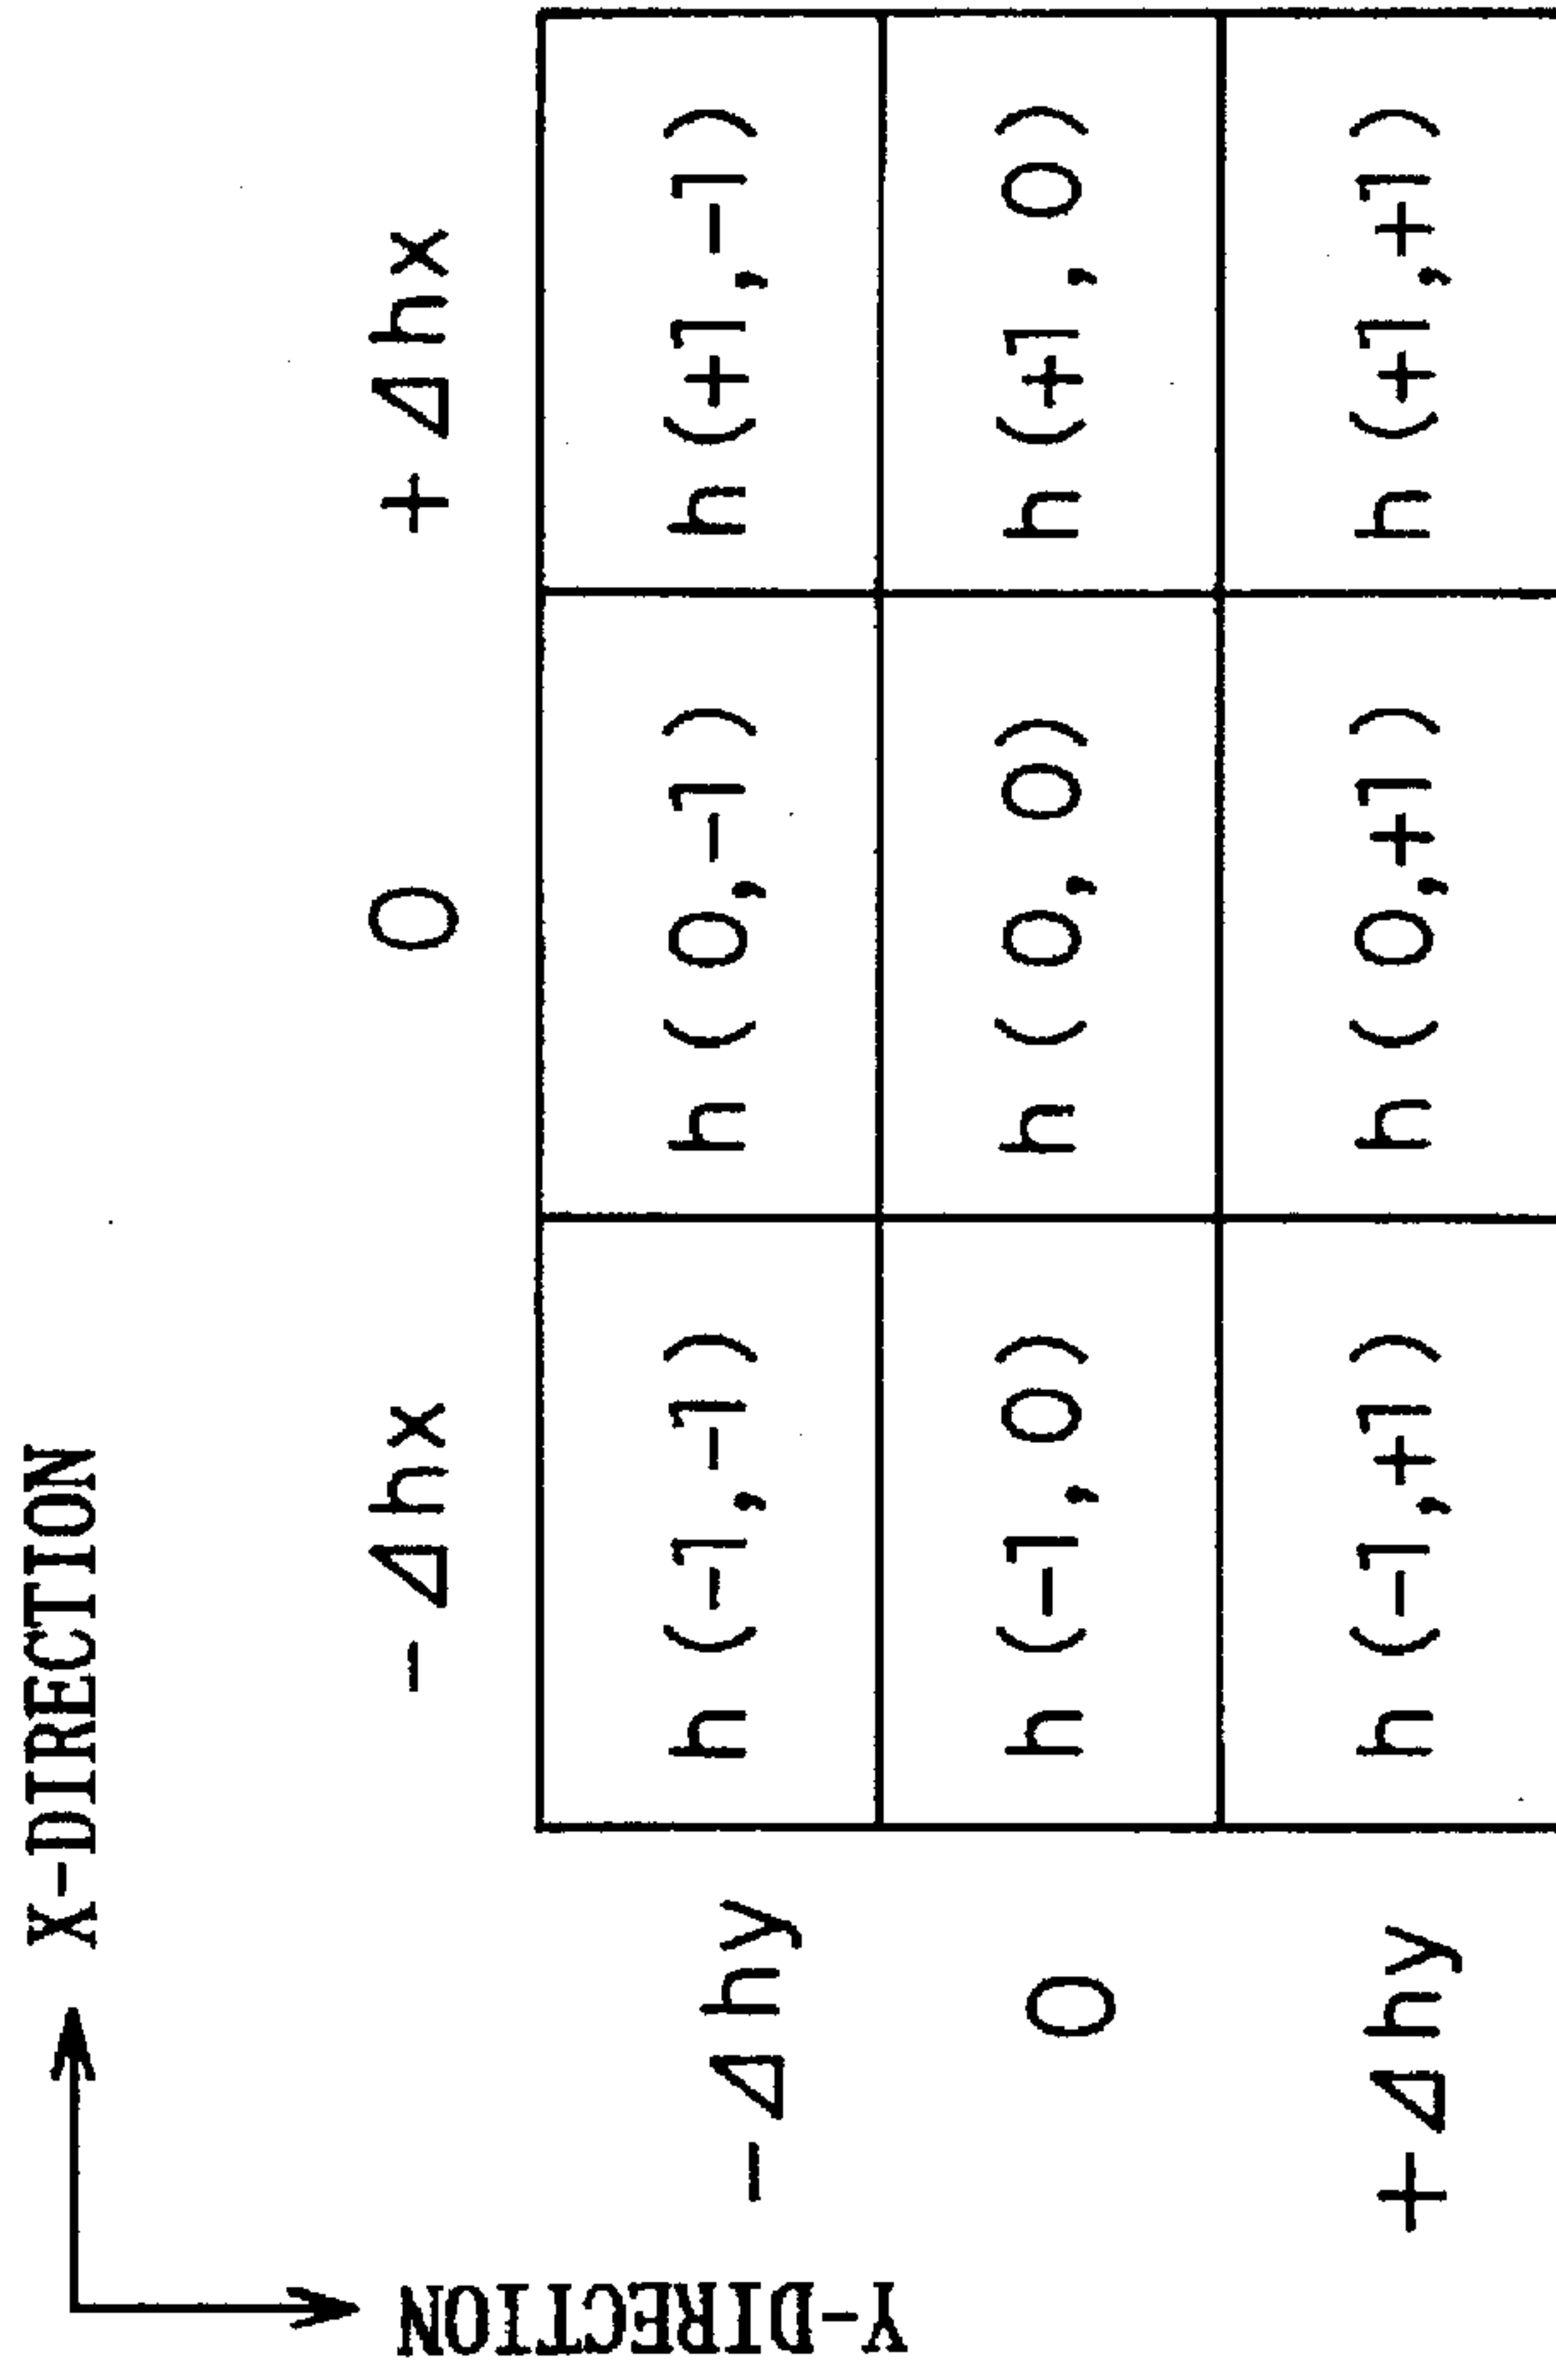 X-DIRECTION
Y-DIRECTION
-Δhx 0 +Δhx
-Δhy h(-1,-1) h( 0,-1) h(+1,-1)
0 h(-1, 0) h( 0, 0) h(+1, 0)
+Δhy h(-1,+1) h( 0,+1) h(+1,+1)